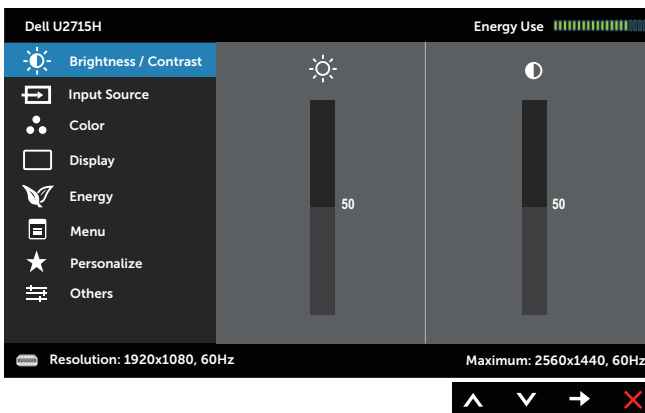 Dell U2715H Energy Use
Brightness / Contrast
Input Source
Color
Display
Energy
50 50
Menu
Personalize
Others
Resolution: 1920x1080, 60Hz Maximum: 2560x1440, 60Hz